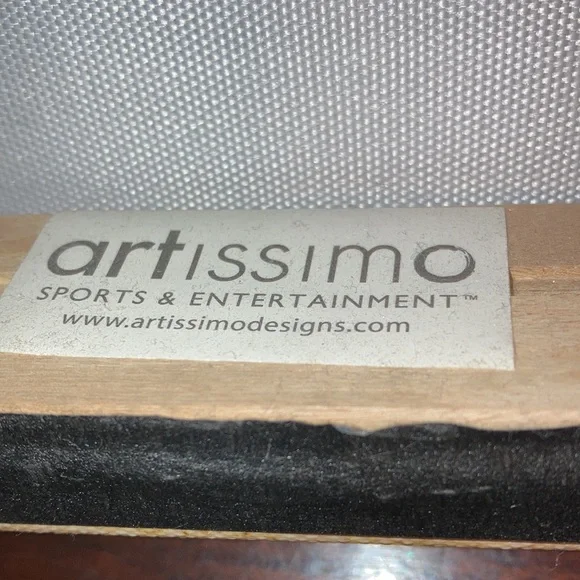 artissimo
SPORTS & ENTERTAINMENT™
www.artissimodesigns.com